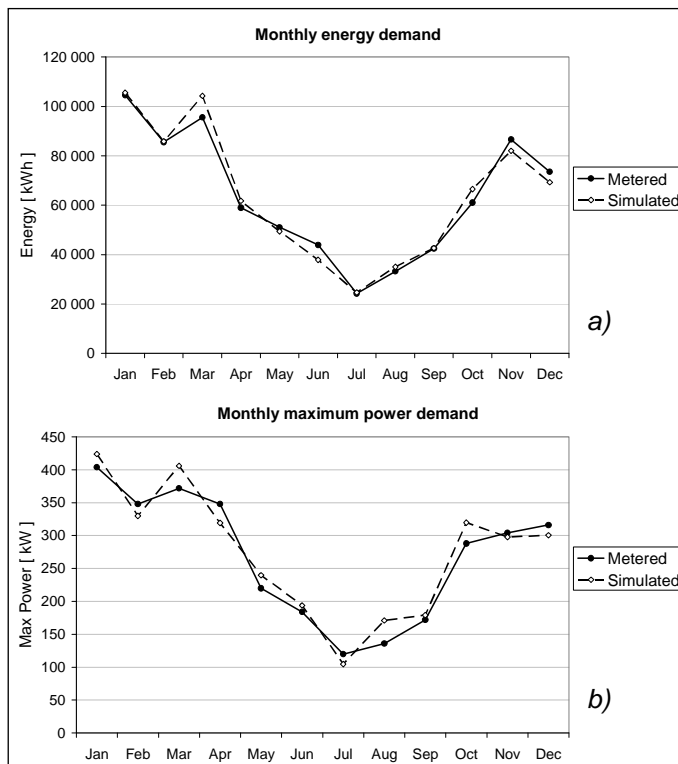 Monthly energy demand
120 000
100 000
80 000
60 000
40 000
20 000
0
Energy [ kWh ]
Jan Feb Mar Apr May Jun Jul Aug Sep Oct Nov Dec
Metered
Simulated
a)
Monthly maximum power demand
450
400
350
300
250
200
150
100
50
0
Max Power [ kW ]
Jan Feb Mar Apr May Jun Jul Aug Sep Oct Nov Dec
Metered
Simulated
b)